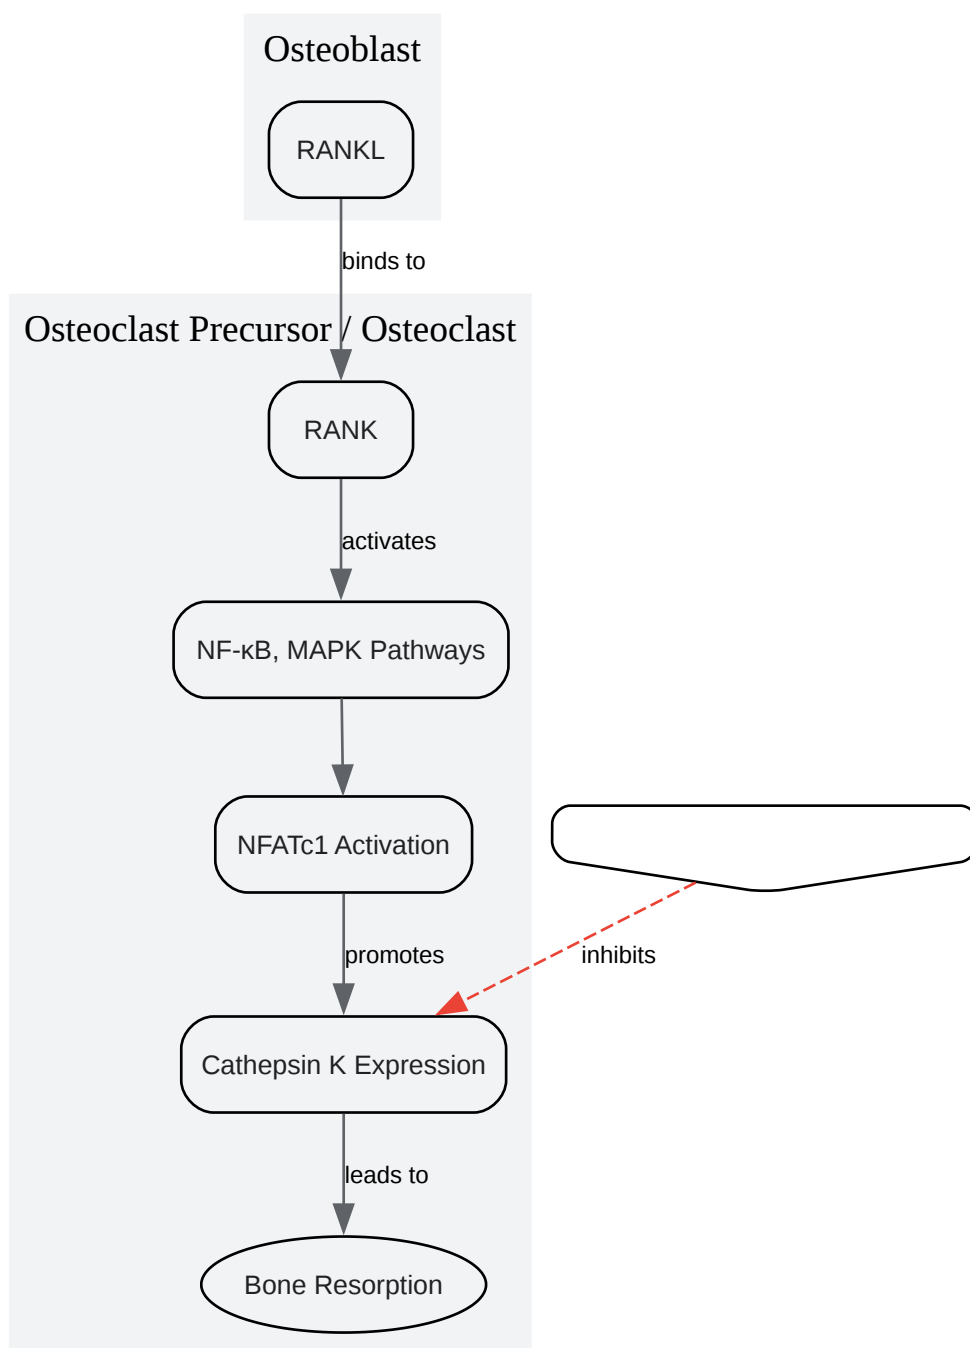 Osteoblast
RANKL
binds to
Osteoclast Precursor / Osteoclast
RANK
activates
NF-κB, MAPK Pathways
NFATc1 Activation
promotes
inhibits
Cathepsin K Expression
leads to
Bone Resorption